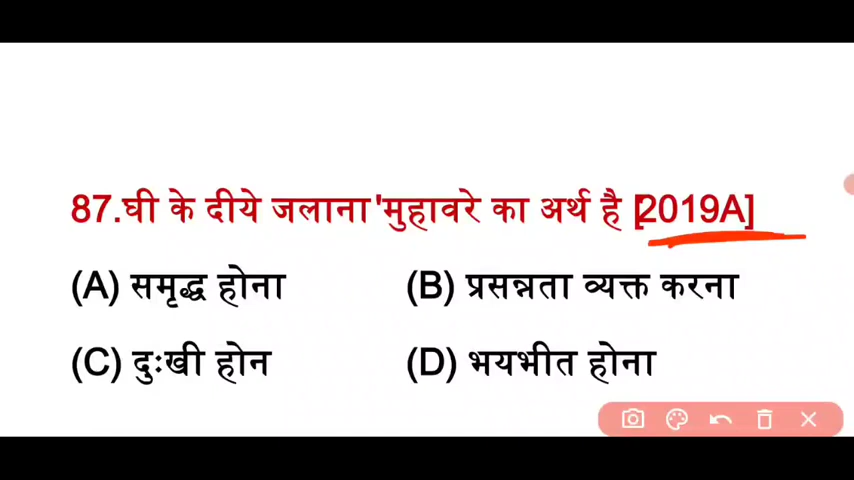 87.घी के दीये जलाना 'मुहावरे का अर्थ है [2019A]
(A) समृद्ध होना (B) प्रसन्नता व्यक्त करना
(C) दुःखी होन (D) भयभीत होना